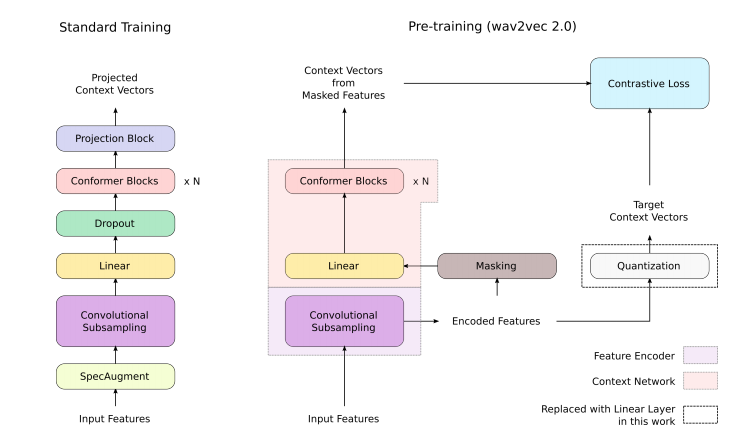 Standard Training
Pre-training (wav2vec 2.0)
Projected
Context Vectors
Projection Block
Conformer Blocks
x N
Dropout
Linear
Convolutional
Subsampling
SpecAugment
Input Features
Context Vectors
from
Masked Features
Contrastive Loss
Conformer Blocks
x N
Target
Context Vectors
Linear
Masking
Quantization
Convolutional
Subsampling
Encoded Features
Input Features
Feature Encoder
Context Network
Replaced with Linear Layer
in this work